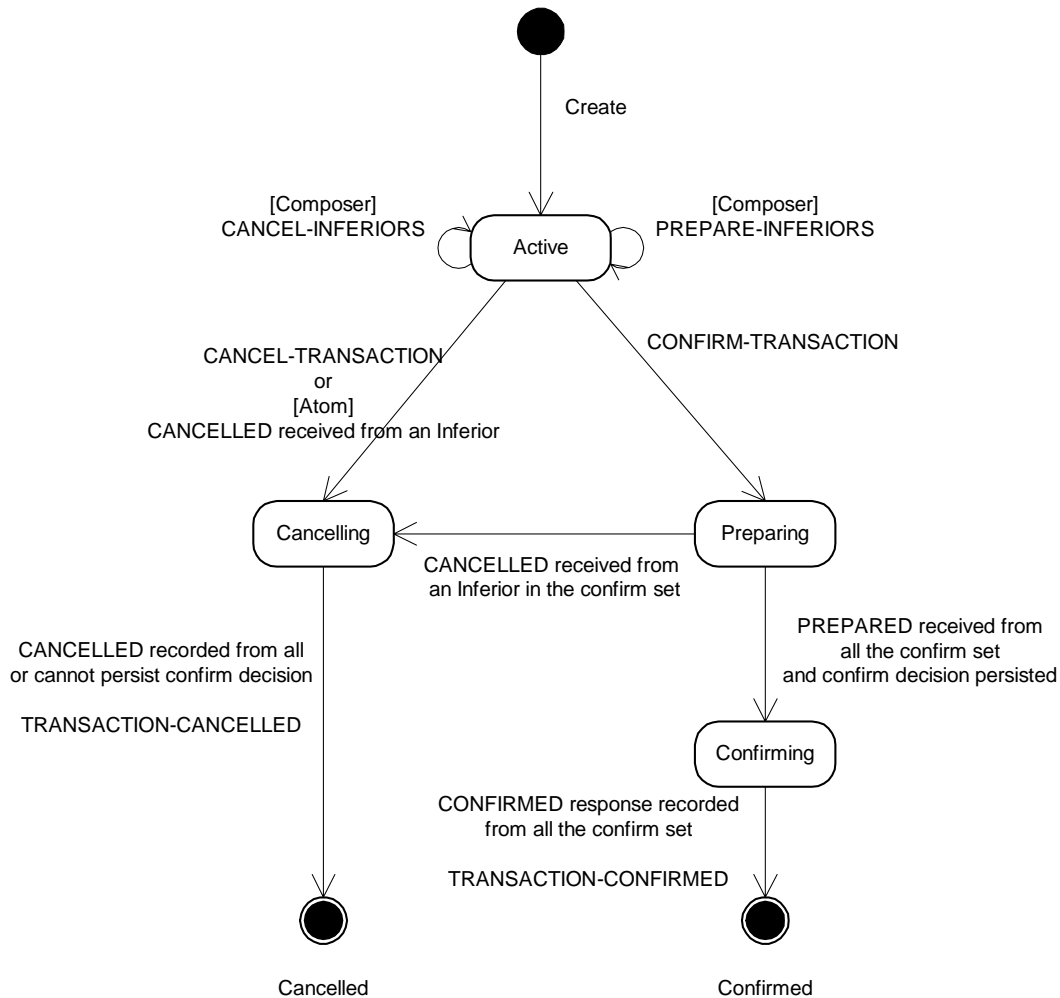 Create
[Composer]
CANCEL-INFERIORS
[Composer]
PREPARE-INFERIORS
Active
CANCEL-TRANSACTION
or
[Atom]
CANCELLED received from an Inferior
CONFIRM-TRANSACTION
Cancelling
Preparing
CANCELLED received from
an Inferior in the confirm set
CANCELLED recorded from all
or cannot persist confirm decision
TRANSACTION-CANCELLED
PREPARED received from
all the confirm set
and confirm decision persisted
Confirming
CONFIRMED response recorded
from all the confirm set
TRANSACTION-CONFIRMED
Cancelled
Confirmed